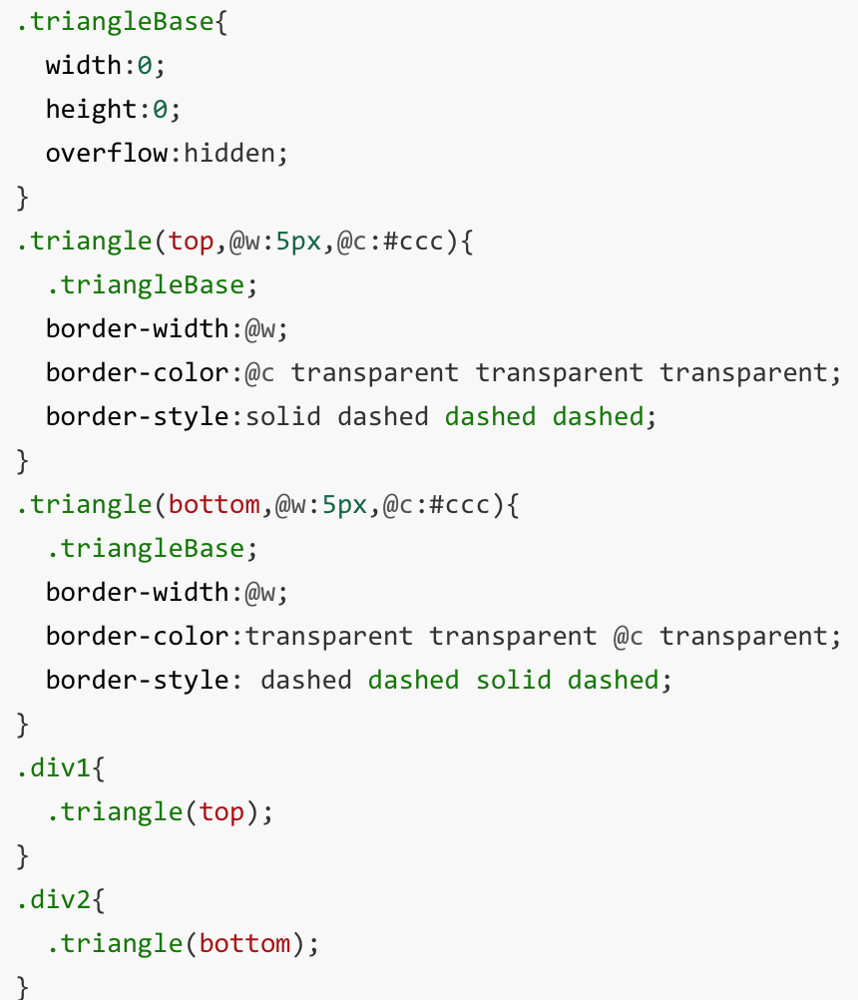 .triangleBase{
  width:0;
  height:0;
  overflow:hidden;
}
.triangle(top,@w:5px,@c:#ccc){
  .triangleBase;
  border-width:@w;
  border-color:@c transparent transparent transparent;
  border-style:solid dashed dashed dashed;
}
.triangle(bottom,@w:5px,@c:#ccc){
  .triangleBase;
  border-width:@w;
  border-color:transparent transparent @c transparent;
  border-style: dashed dashed solid dashed;
}
.div1{
  .triangle(top);
}
.div2{
  .triangle(bottom);
}